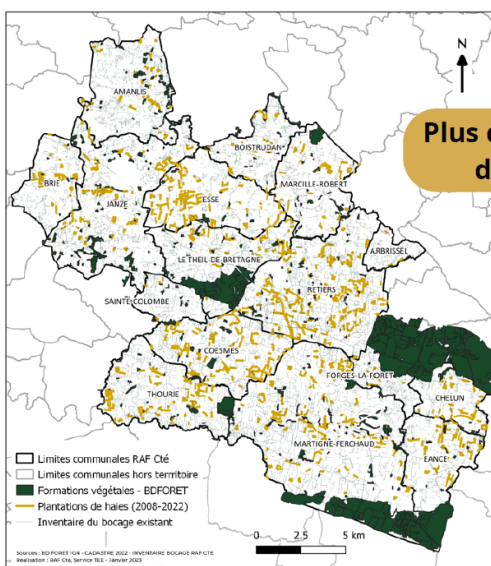 N
Plus
d
AMANLIS
BOISTRUDAN
BRIE
JANZE
ESSE
MARCILLE-ROBERT
ARBRISSEL
LE THEIL-DE-BRETAGNE
RETIERS
SAINTE-COLOMBE
COESMES
FORGES-LA-FORET
THOURIE
CHELUN
MARTIGNE-FERCHAUD
EANCE
Limites communales RAF Cté
Limites communales hors terrritoire
Formations végétales - BDFORET
Plantations de haies (2008-2022)
Inventaire du bocage existant
0 2.5 5 km
Sources : BDFORET IGN - CADASTRE 2022 - INVENTAIRE BOCAGE RAF CTE
Réalisation : RAF Cté, Service TEE - Janvier 2023